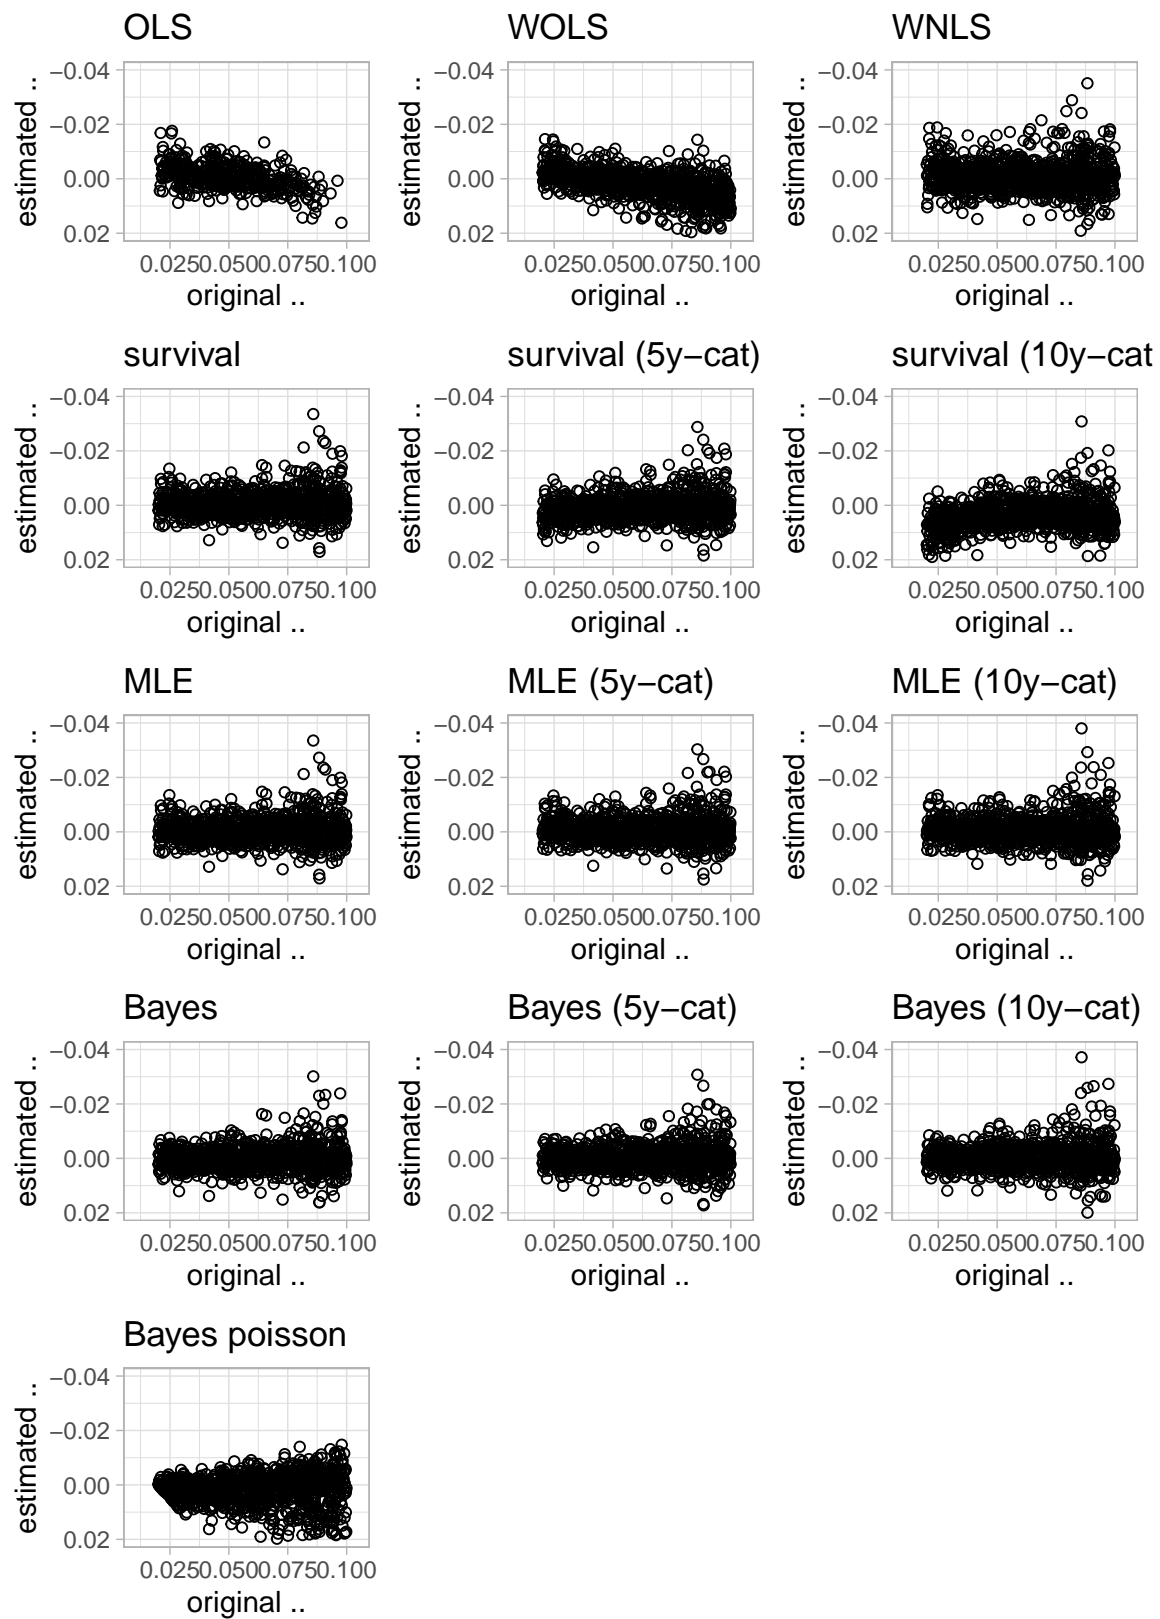 OLS WOLS WNLS
−0.04 −0.04 −0.04
−0.02 −0.02 −0.02
0.00 0.00 0.00
0.02 0.02 0.02
estimated .. estimated .. estimated ..
0.025 0.050 0.075 0.100 0.025 0.050 0.075 0.100 0.025 0.050 0.075 0.100
original .. original .. original ..
survival survival (5y−cat) survival (10y−cat
−0.04 −0.04 −0.04
−0.02 −0.02 −0.02
0.00 0.00 0.00
0.02 0.02 0.02
estimated .. estimated .. estimated ..
0.025 0.050 0.075 0.100 0.025 0.050 0.075 0.100 0.025 0.050 0.075 0.100
original .. original .. original ..
MLE MLE (5y−cat) MLE (10y−cat)
−0.04 −0.04 −0.04
−0.02 −0.02 −0.02
0.00 0.00 0.00
0.02 0.02 0.02
estimated .. estimated .. estimated ..
0.025 0.050 0.075 0.100 0.025 0.050 0.075 0.100 0.025 0.050 0.075 0.100
original .. original .. original ..
Bayes Bayes (5y−cat) Bayes (10y−cat)
−0.04 −0.04 −0.04
−0.02 −0.02 −0.02
0.00 0.00 0.00
0.02 0.02 0.02
estimated .. estimated .. estimated ..
0.025 0.050 0.075 0.100 0.025 0.050 0.075 0.100 0.025 0.050 0.075 0.100
original .. original .. original ..
Bayes poisson
−0.04
−0.02
0.00
0.02
estimated ..
0.025 0.050 0.075 0.100
original ..